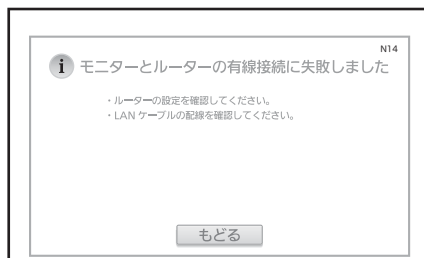 N14
i モニターとルーターの有線接続に失敗しました
・ルーターの設定を確認してください。
・LAN ケーブルの配線を確認してください。
もどる